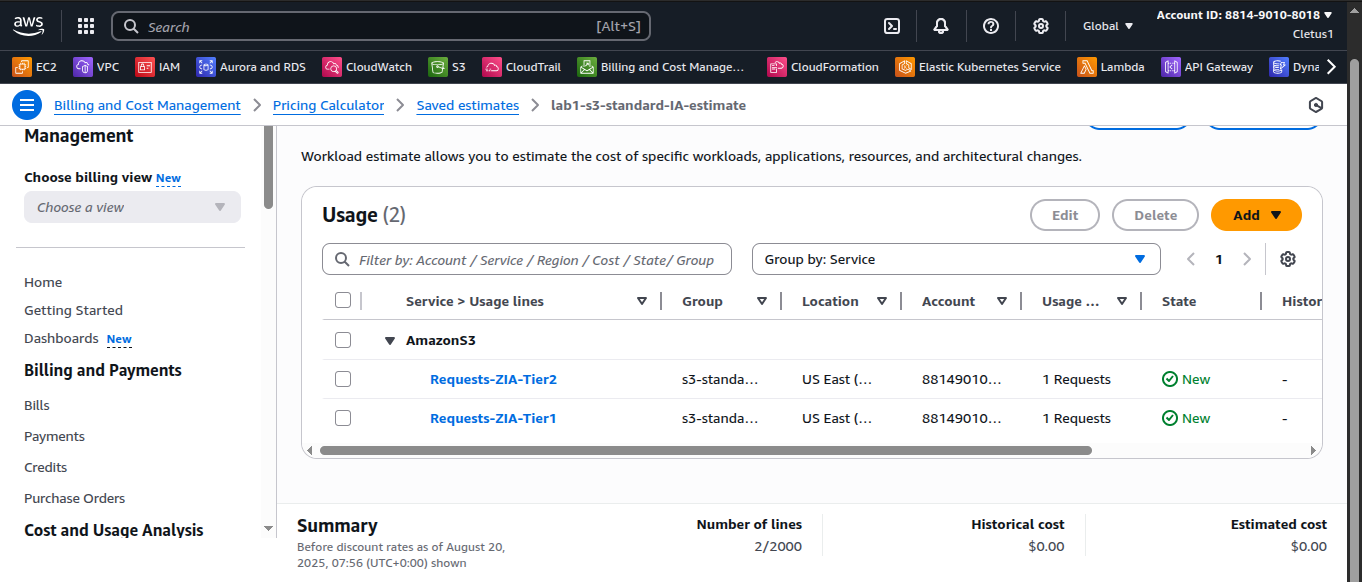 aws
Search [Alt+S]
Global
Account ID: 8814-9010-8018
Cletus1
EC2 VPC IAM Aurora and RDS CloudWatch S3 CloudTrail Billing and Cost Manage... CloudFormation Elastic Kubernetes Service Lambda API Gateway Dyna
Billing and Cost Management > Pricing Calculator > Saved estimates > lab1-s3-standard-IA-estimate
Management
Choose billing view New
Choose a view
Home
Getting Started
Dashboards New
Billing and Payments
Bills
Payments
Credits
Purchase Orders
Cost and Usage Analysis
Workload estimate allows you to estimate the cost of specific workloads, applications, resources, and architectural changes.
Usage (2)
Edit Delete Add
Filter by: Account / Service / Region / Cost / State/ Group
Group by: Service
1
Service > Usage lines Group Location Account Usage ... State Histor
AmazonS3
Requests-ZIA-Tier2 s3-standa... US East (... 88149010... 1 Requests New -
Requests-ZIA-Tier1 s3-standa... US East (... 88149010... 1 Requests New -
Summary
Before discount rates as of August 20,
2025, 07:56 (UTC+0:00) shown
Number of lines
2/2000
Historical cost
$0.00
Estimated cost
$0.00